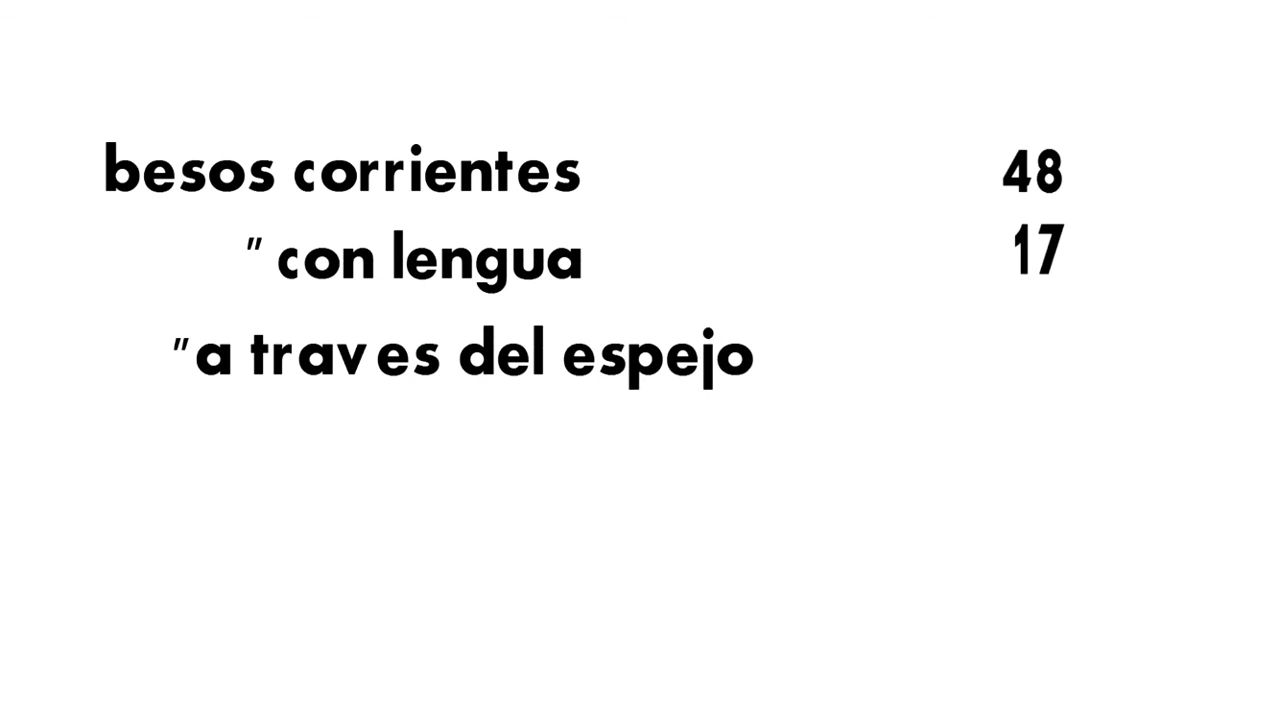 besos corrientes 48
" con lengua 17
" a traves del espejo